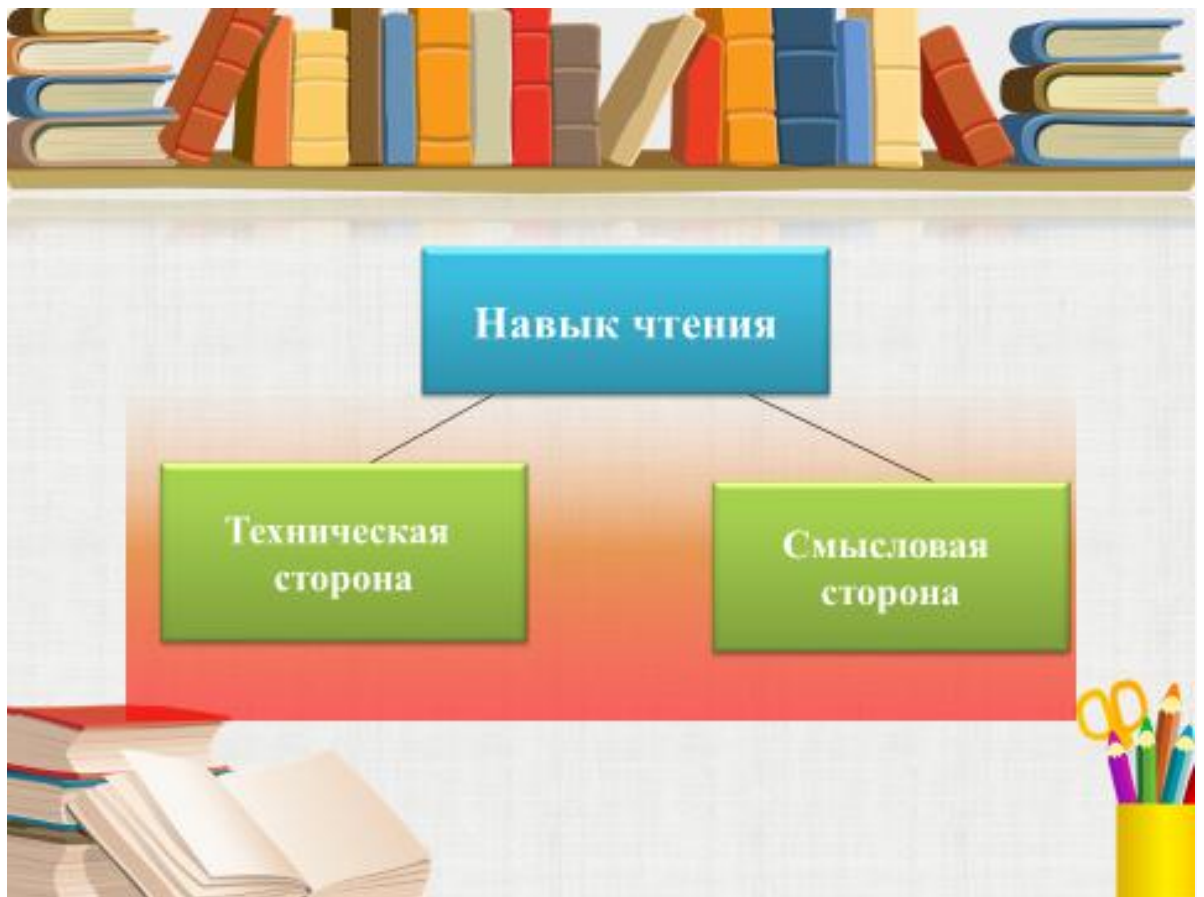 Навык чтения
Техническая
сторона
Смысловая
сторона